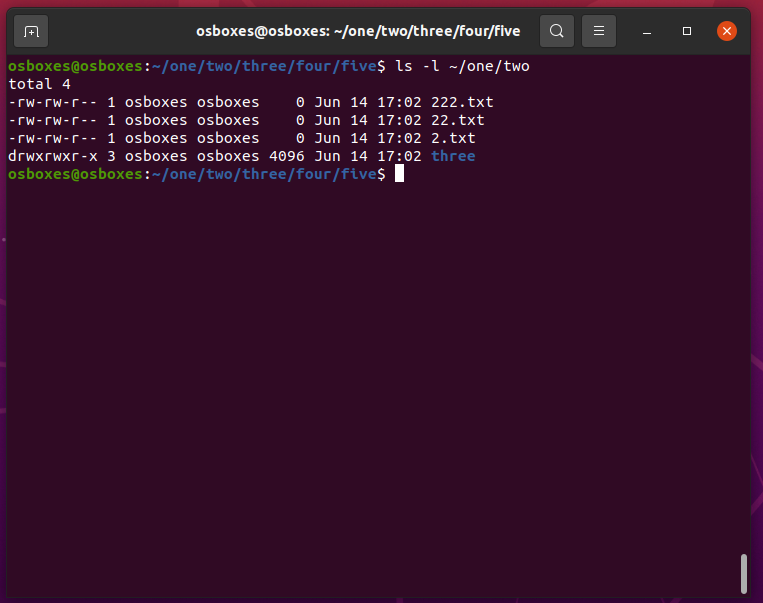 osboxes@osboxes: ~/one/two/three/four/five
osboxes@osboxes:~/one/two/three/four/five$ ls -l ~/one/two
total 4
-rw-rw-r-- 1 osboxes osboxes    0 Jun 14 17:02 222.txt
-rw-rw-r-- 1 osboxes osboxes    0 Jun 14 17:02 22.txt
-rw-rw-r-- 1 osboxes osboxes    0 Jun 14 17:02 2.txt
drwxrwxr-x 3 osboxes osboxes 4096 Jun 14 17:02 three
osboxes@osboxes:~/one/two/three/four/five$